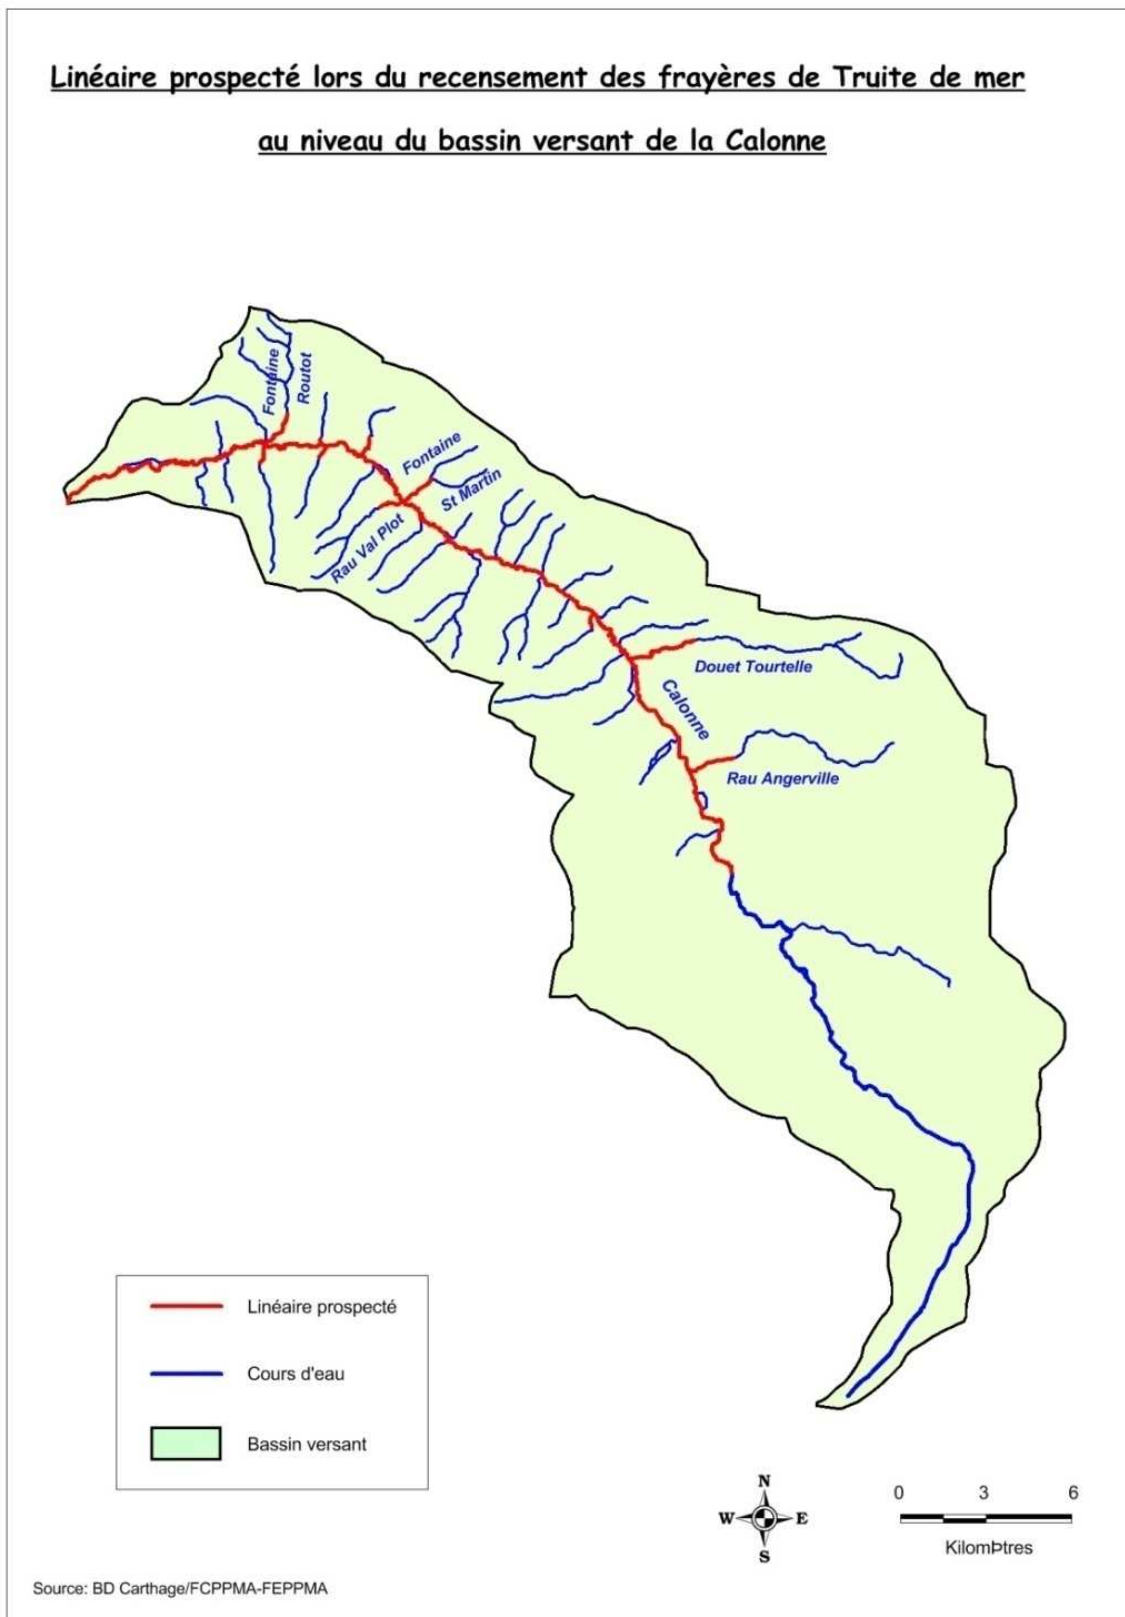 Linéaire prospecté lors du recensement des frayères de Truite de mer
au niveau du bassin versant de la Calonne
Fontaine
Routot
Fontaine
St Martin
Rau Val Plot
Douet Tourtelle
Calonne
Rau Angerville
Linéaire prospecté
Cours d'eau
Bassin versant
N
W E
S
0 3 6
KilomÞtres
Source: BD Carthage/FCPPMA-FEPPMA